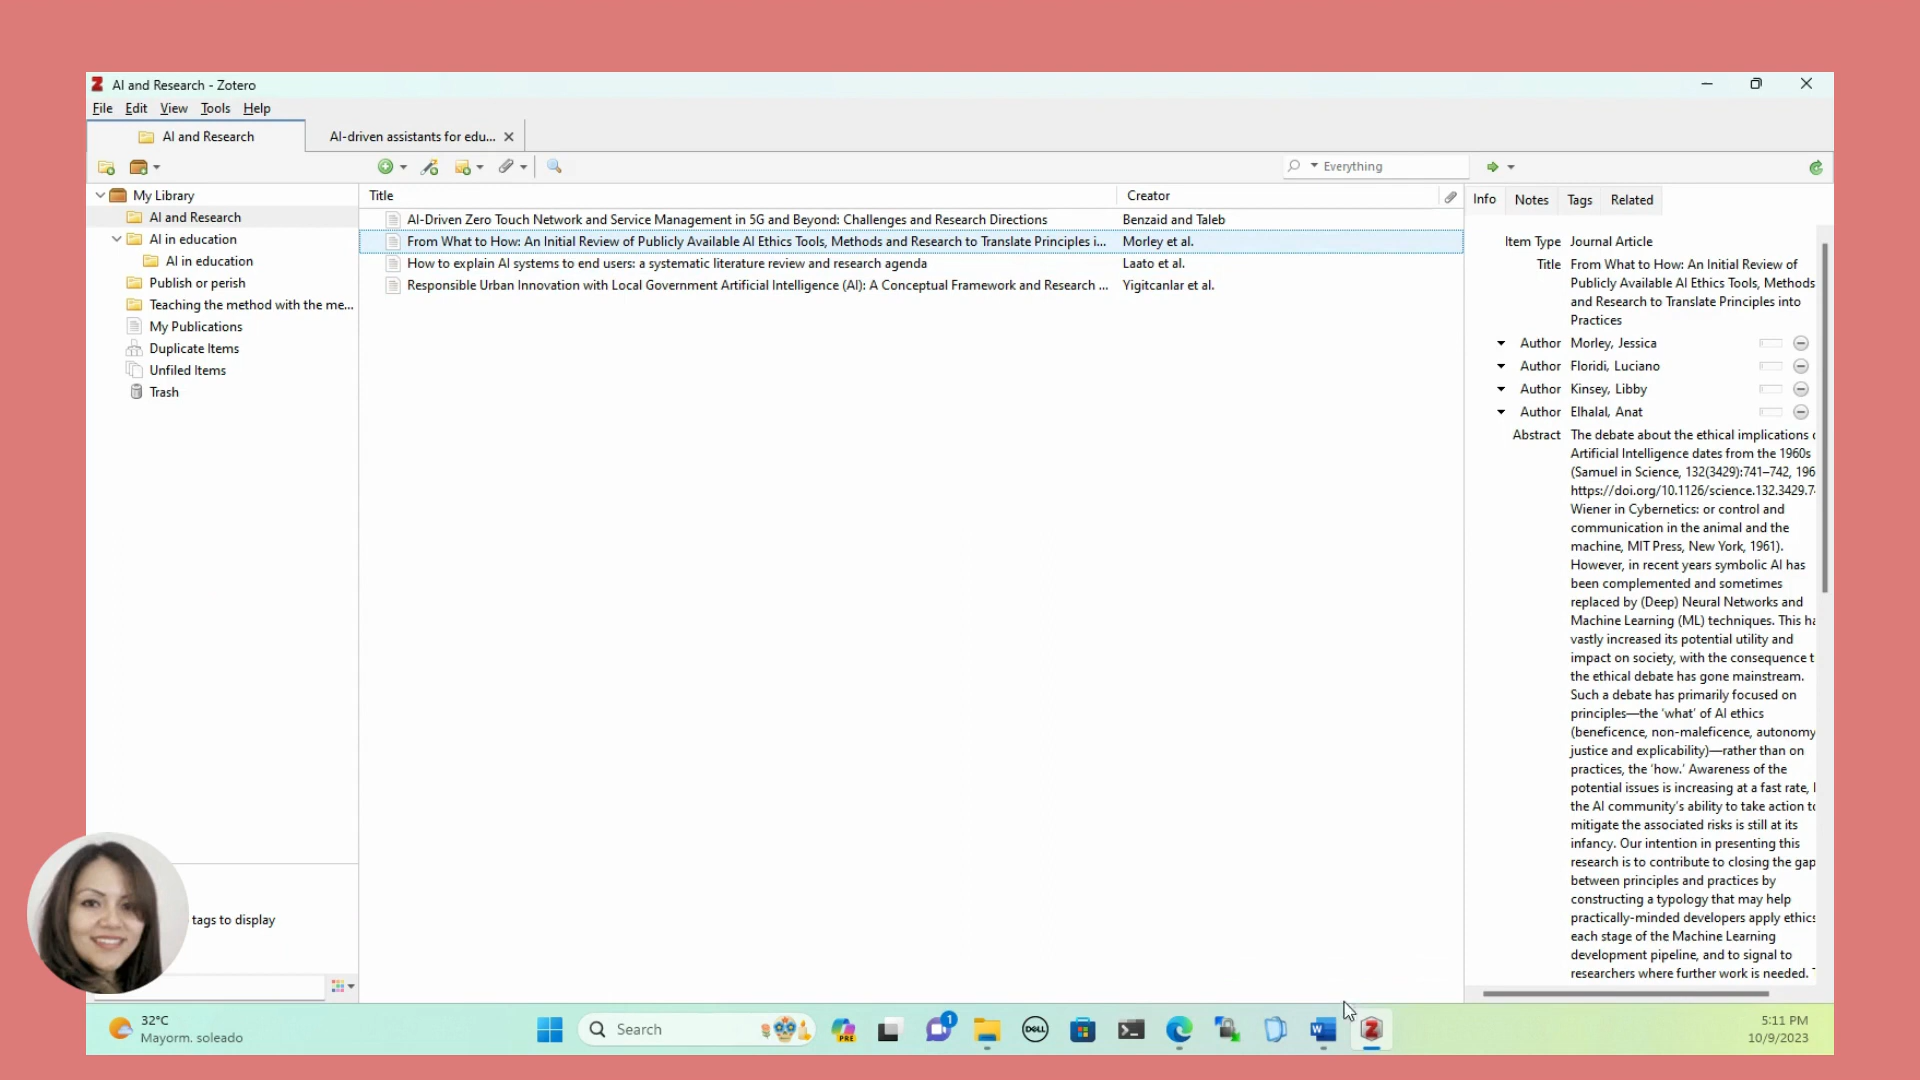 AI and Research - Zotero
File Edit View Tools Help
AI and Research
AI-driven assistants for edu...
Everything
My Library
AI and Research
AI in education
AI in education
Publish or perish
Teaching the method with the me...
My Publications
Duplicate Items
Unfiled Items
Trash
tags to display
Title Creator
AI-Driven Zero Touch Network and Service Management in 5G and Beyond: Challenges and Research Directions Benzaid and Taleb
From What to How: An Initial Review of Publicly Available AI Ethics Tools, Methods and Research to Translate Principles i... Morley et al.
How to explain AI systems to end users: a systematic literature review and research agenda Laato et al.
Responsible Urban Innovation with Local Government Artificial Intelligence (AI): A Conceptual Framework and Research ... Yigitcanlar et al.
Info Notes Tags Related
Item Type Journal Article
Title From What to How: An Initial Review of
Publicly Available AI Ethics Tools, Methods
and Research to Translate Principles into
Practices
Author Morley, Jessica
Author Floridi, Luciano
Author Kinsey, Libby
Author Elhalal, Anat
Abstract The debate about the ethical implications
Artificial Intelligence dates from the 1960s
(Samuel in Science, 132(3429):741–742, 196
https://doi.org/10.1126/science.132.3429.7
Wiener in Cybernetics: or control and
communication in the animal and the
machine, MIT Press, New York, 1961).
However, in recent years symbolic AI has
been complemented and sometimes
replaced by (Deep) Neural Networks and
Machine Learning (ML) techniques. This ha
vastly increased its potential utility and
impact on society, with the consequence t
the ethical debate has gone mainstream.
Such a debate has primarily focused on
principles—the ‘what’ of AI ethics
(beneficence, non-maleficence, autonomy
justice and explicability)—rather than on
practices, the ‘how.’ Awareness of the
potential issues is increasing at a fast rate,
the AI community’s ability to take action to
mitigate the associated risks is still at its
infancy. Our intention in presenting this
research is to contribute to closing the gap
between principles and practices by
constructing a typology that may help
practically-minded developers apply ethics
each stage of the Machine Learning
development pipeline, and to signal to
researchers where further work is needed.
32°C
Mayorm. soleado
Search
PRE
1
DELL
W
Z
5:11 PM
10/9/2023